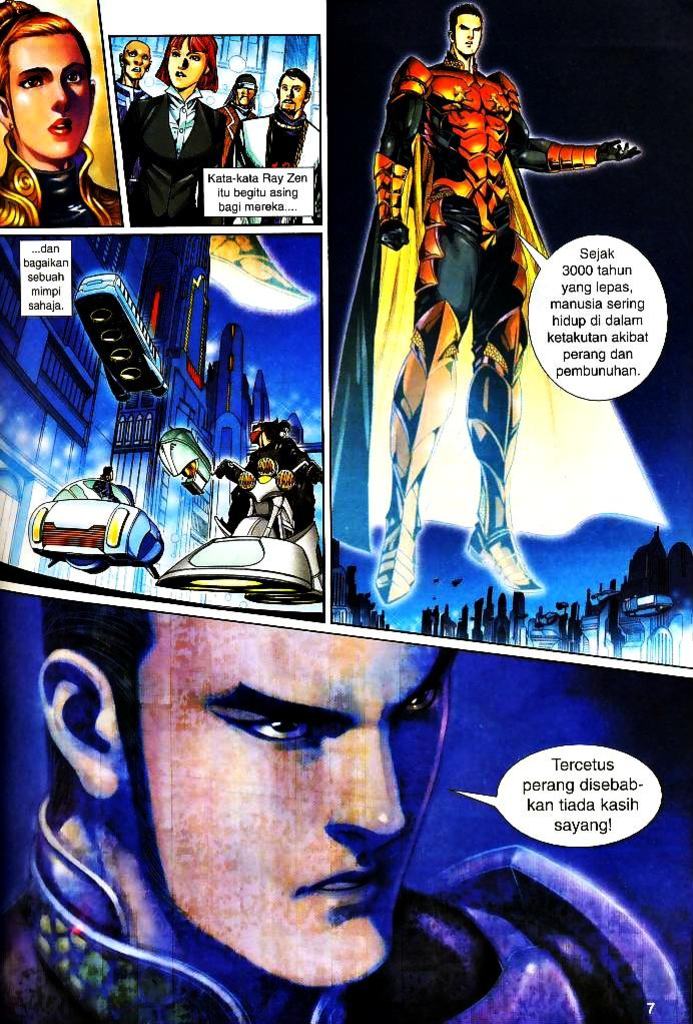 Kata-kata Ray Zen
itu begitu asing
bagi mereka....
...dan
bagaikan
sebuah
mimpi
sahaja.
Sejak
3000 tahun
yang lepas,
manusia sering
hidup di dalam
ketakutan akibat
perang dan
pembunuhan.
Tercetus
perang disebab-
kan tiada kasih
sayang!
7